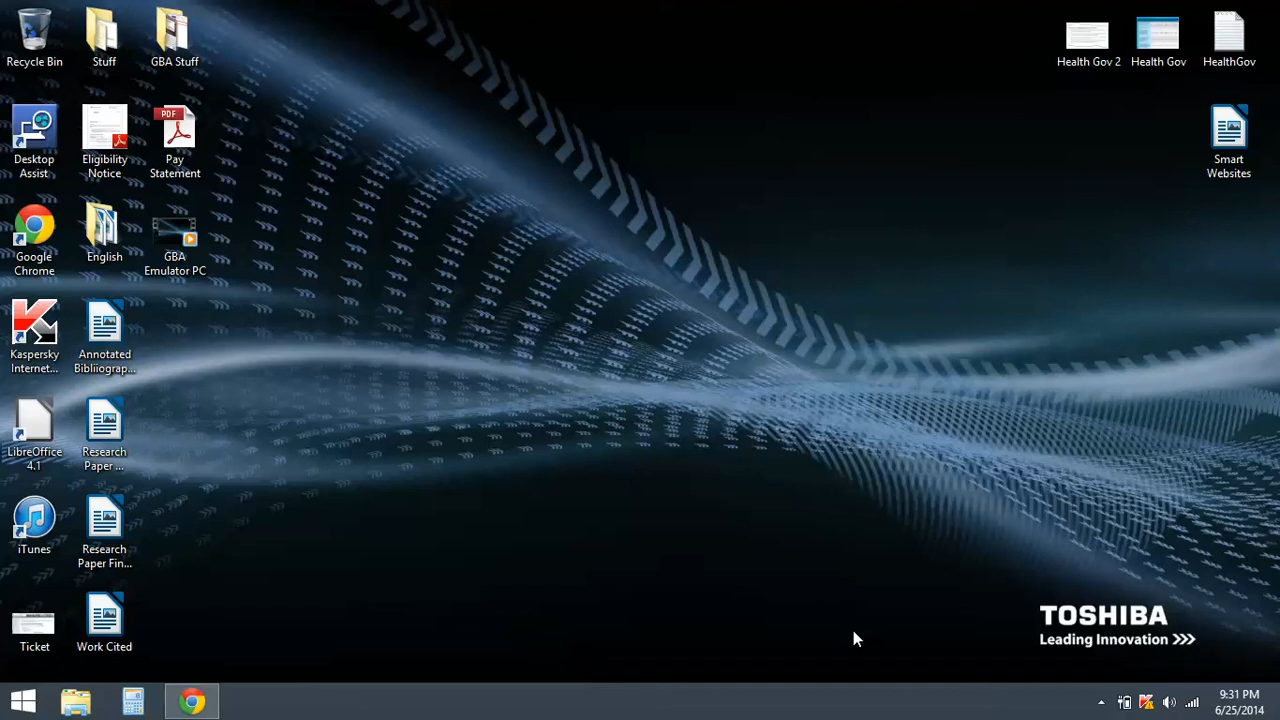 Recycle Bin
Stuff
GBA Stuff
Health Gov 2
Health Gov
HealthGov
Desktop
Assist
Eligibility
Notice
PDF
Pay
Statement
Smart
Websites
Google
Chrome
English
GBA
Emulator PC
Kaspersky
Internet...
Annotated
Bibliiograp...
LibreOffice
4.1
Research
Paper ...
iTunes
Research
Paper Fin...
Ticket
Work Cited
TOSHIBA
Leading Innovation >>>
9:31 PM
6/25/2014